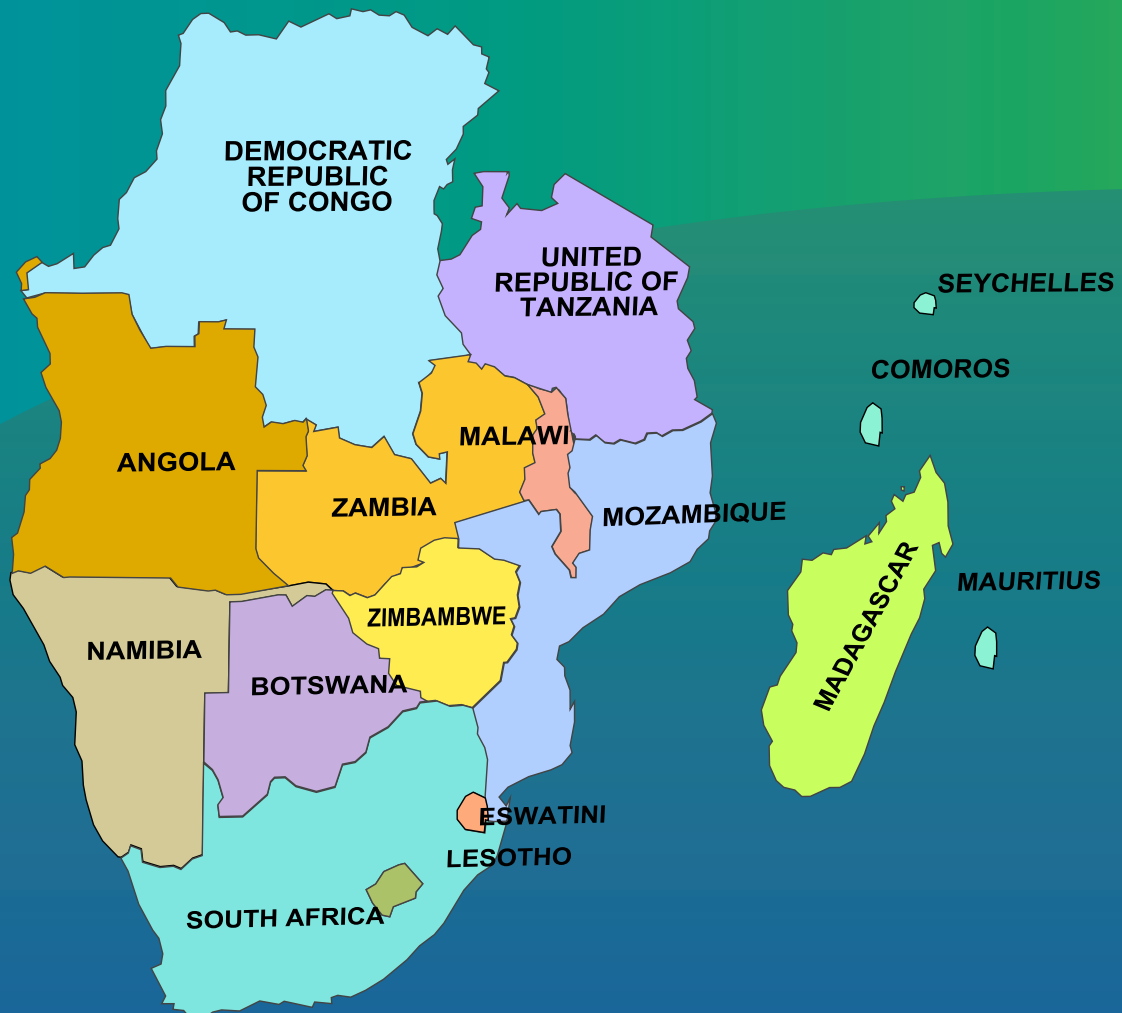 DEMOCRATIC
REPUBLIC
OF CONGO
UNITED
REPUBLIC OF
TANZANIA
SEYCHELLES
COMOROS
MALAWI
ANGOLA
ZAMBIA
MOZAMBIQUE
MADAGASCAR
MAURITIUS
ZIMBABWE
NAMIBIA
BOTSWANA
ESWATINI
LESOTHO
SOUTH AFRICA